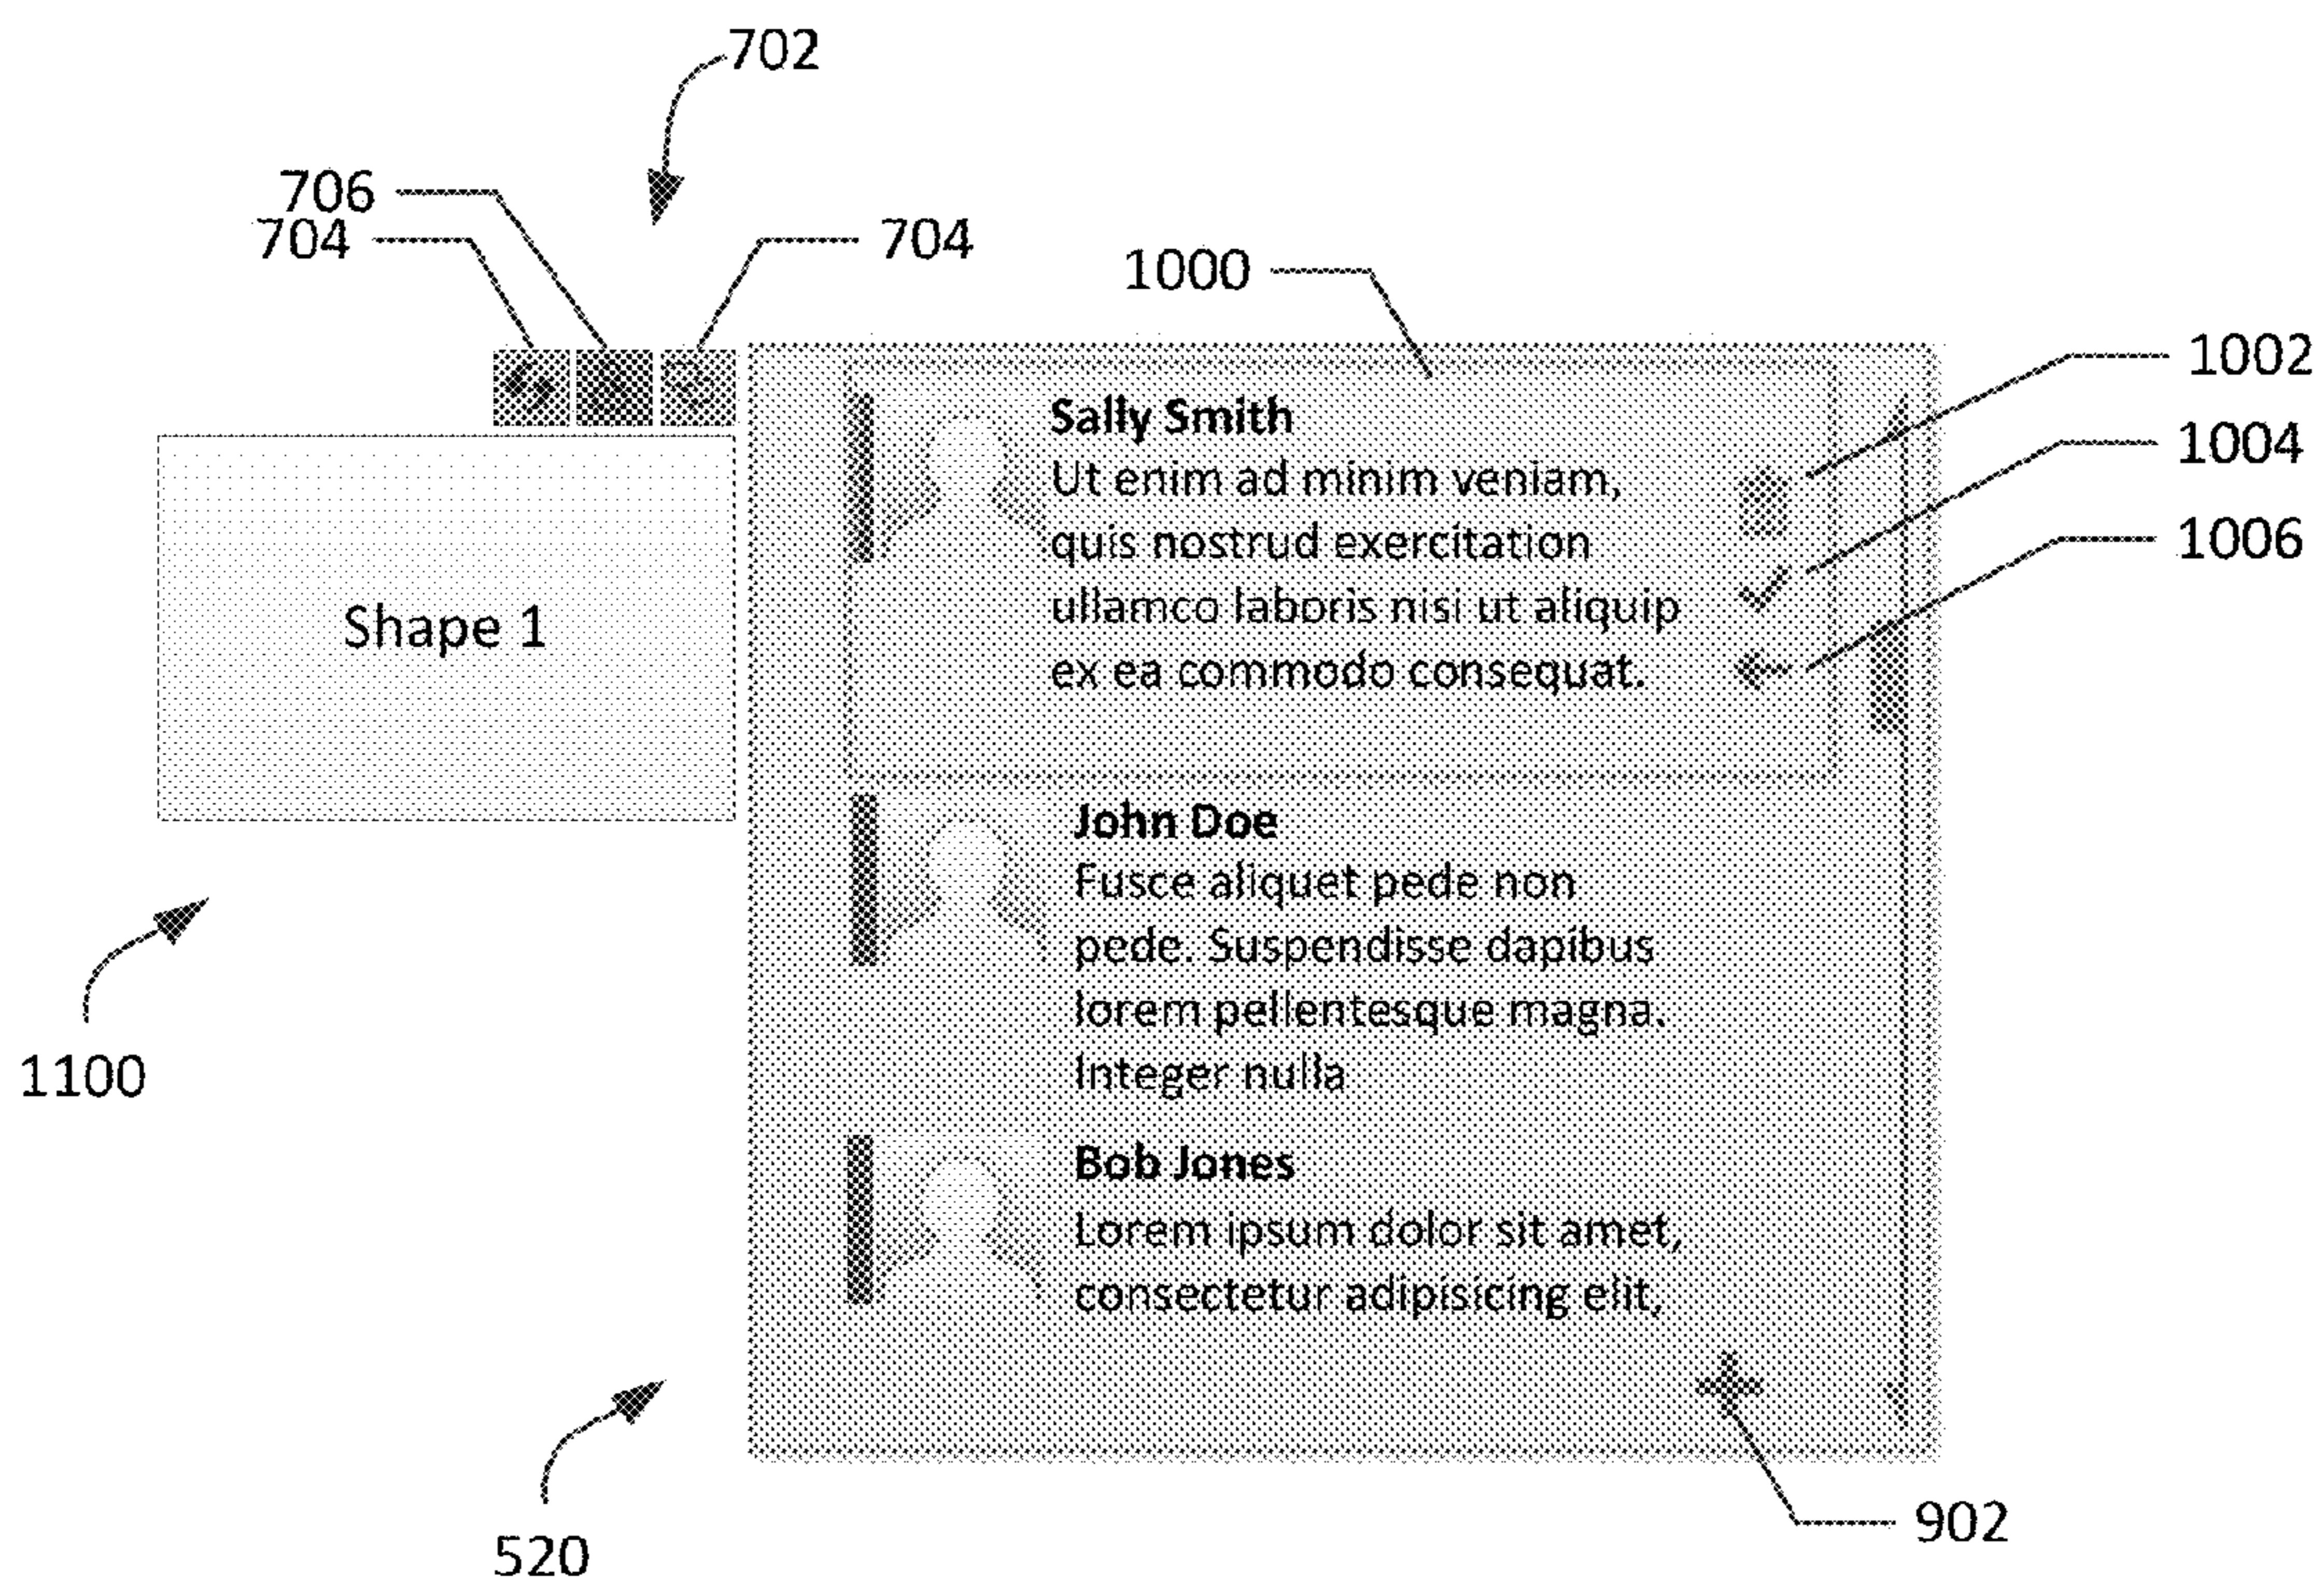 702
706
704
704
1000
1002
1004
1006
Sally Smith
Ut enim ad minim veniam,
quis nostrud exercitation
ullamco laboris nisi ut aliquip
ex ea commodo consequat.
Shape 1
John Doe
Fusce aliquet pede non
pede. Suspendisse dapibus
lorem pellentesque magna.
Integer nulla
1100
Bob Jones
Lorem ipsum dolor sit amet,
consectetur adipisicing elit,
520
902